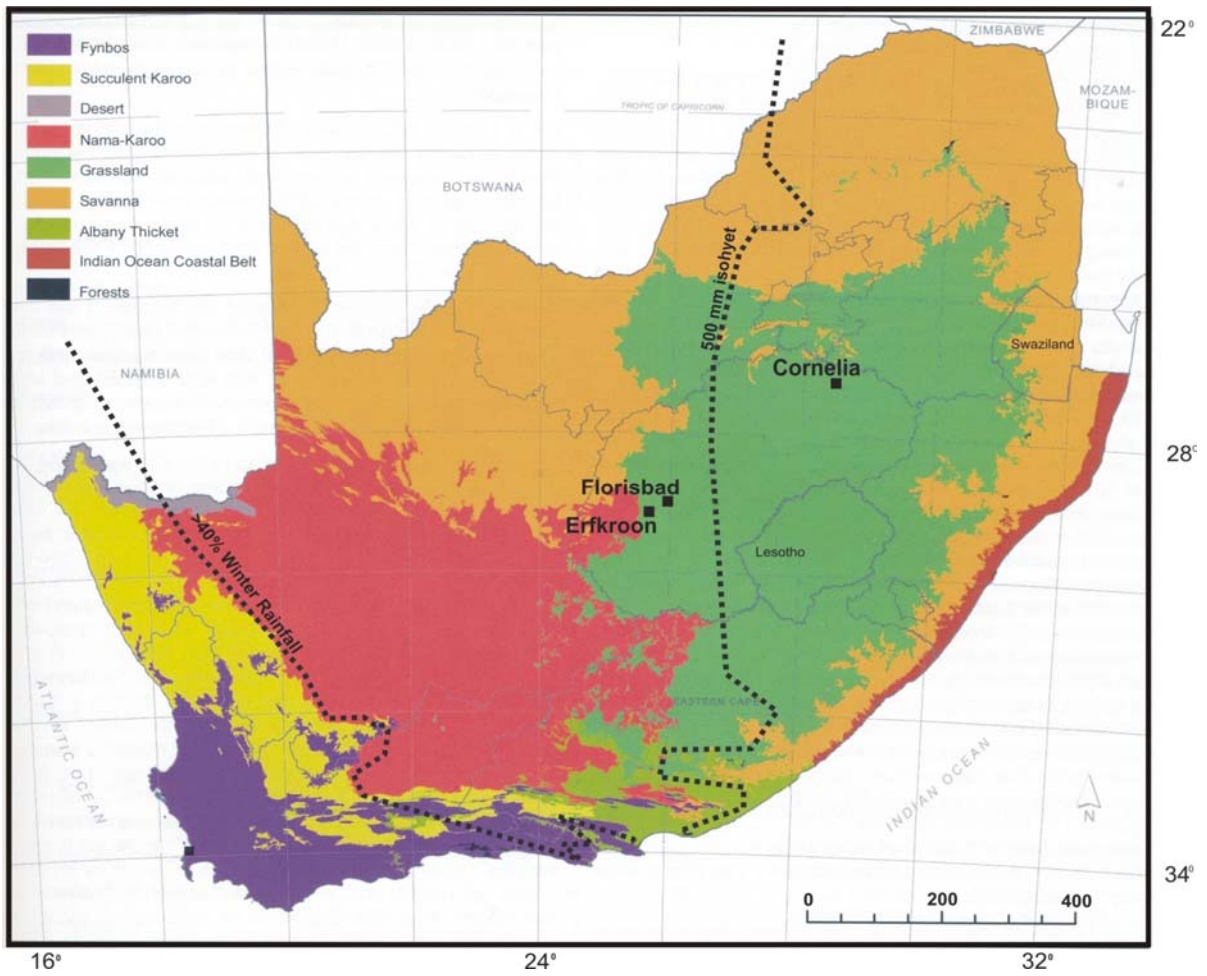 Fynbos
Succulent Karoo
Desert
Nama-Karoo
Grassland
Savanna
Albany Thicket
Indian Ocean Coastal Belt
Forests
ZIMBABWE
22°
MOZAM-
BIQUE
TROPIC OF CAPRICORN
BOTSWANA
500 mm isohyet
Swaziland
NAMIBIA
Cornelia
28°
Florisbad
Erfkroon
>40% Winter Rainfall
Lesotho
EASTERN CAPE
ATLANTIC OCEAN
INDIAN OCEAN
N
34°
0 200 400
16° 24° 32°